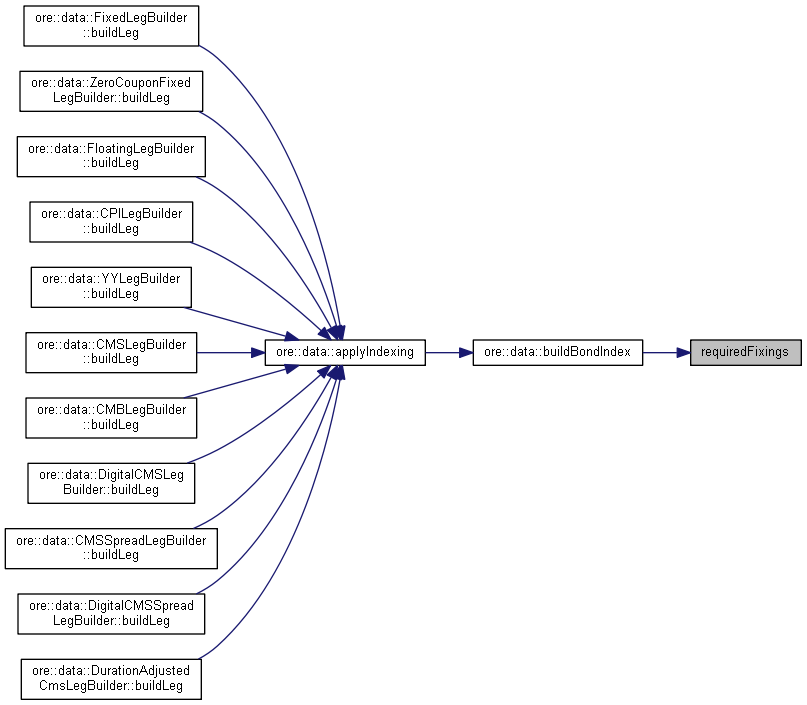 ore::data::FixedLegBuilder
::buildLeg
ore::data::ZeroCouponFixed
LegBuilder::buildLeg
ore::data::FloatingLegBuilder
::buildLeg
ore::data::CPILegBuilder
::buildLeg
ore::data::YYLegBuilder
::buildLeg
ore::data::CMSLegBuilder
::buildLeg
ore::data::CMBLegBuilder
::buildLeg
ore::data::DigitalCMSLeg
Builder::buildLeg
ore::data::CMSSpreadLegBuilder
::buildLeg
ore::data::DigitalCMSSpread
LegBuilder::buildLeg
ore::data::DurationAdjusted
CmsLegBuilder::buildLeg
ore::data::applyIndexing
ore::data::buildBondIndex
requiredFixings